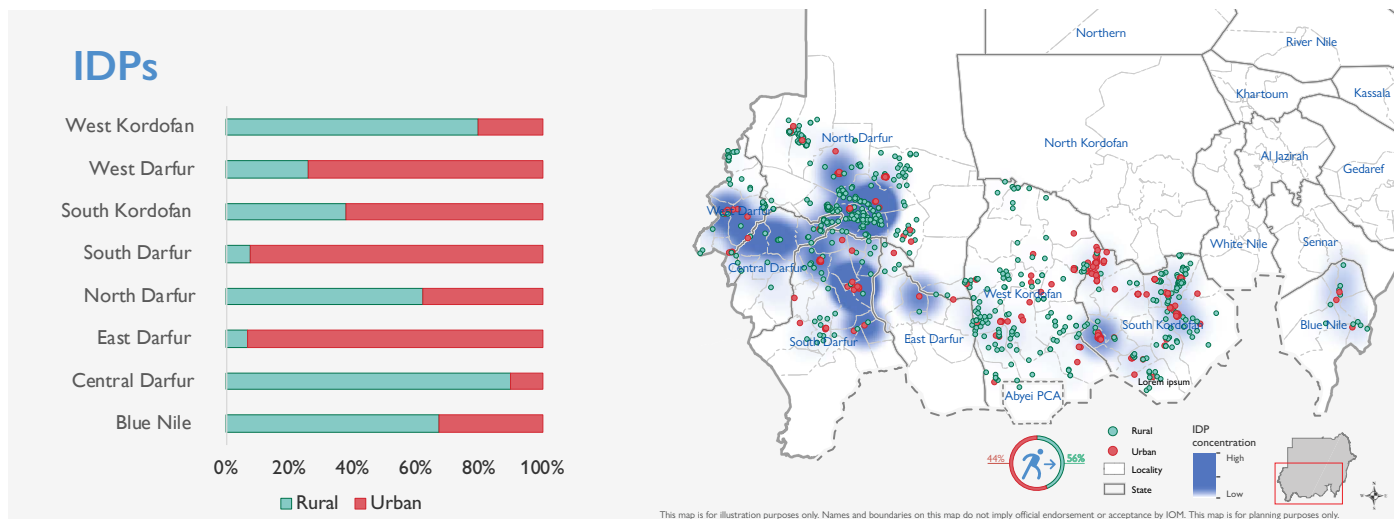 IDPs
West Kordofan
West Darfur
South Kordofan
South Darfur
North Darfur
East Darfur
Central Darfur
Blue Nile
0% 20% 40% 60% 80% 100%
Rural Urban
Northern
River Nile
Khartoum
Kassala
North Darfur
North Kordofan
Al Jazirah
Gedaref
West Darfur
White Nile
Sennar
Central Darfur
West Kordofan
South Kordofan
Blue Nile
South Darfur
East Darfur
Lorem ipsum
Abyei PCA
44%
56%
Rural
Urban
Locality
State
IDP
concentration
High
Low
This map is for illustration purposes only. Names and boundaries on this map do not imply official endorsement or acceptance by IOM. This map is for planning purposes only.